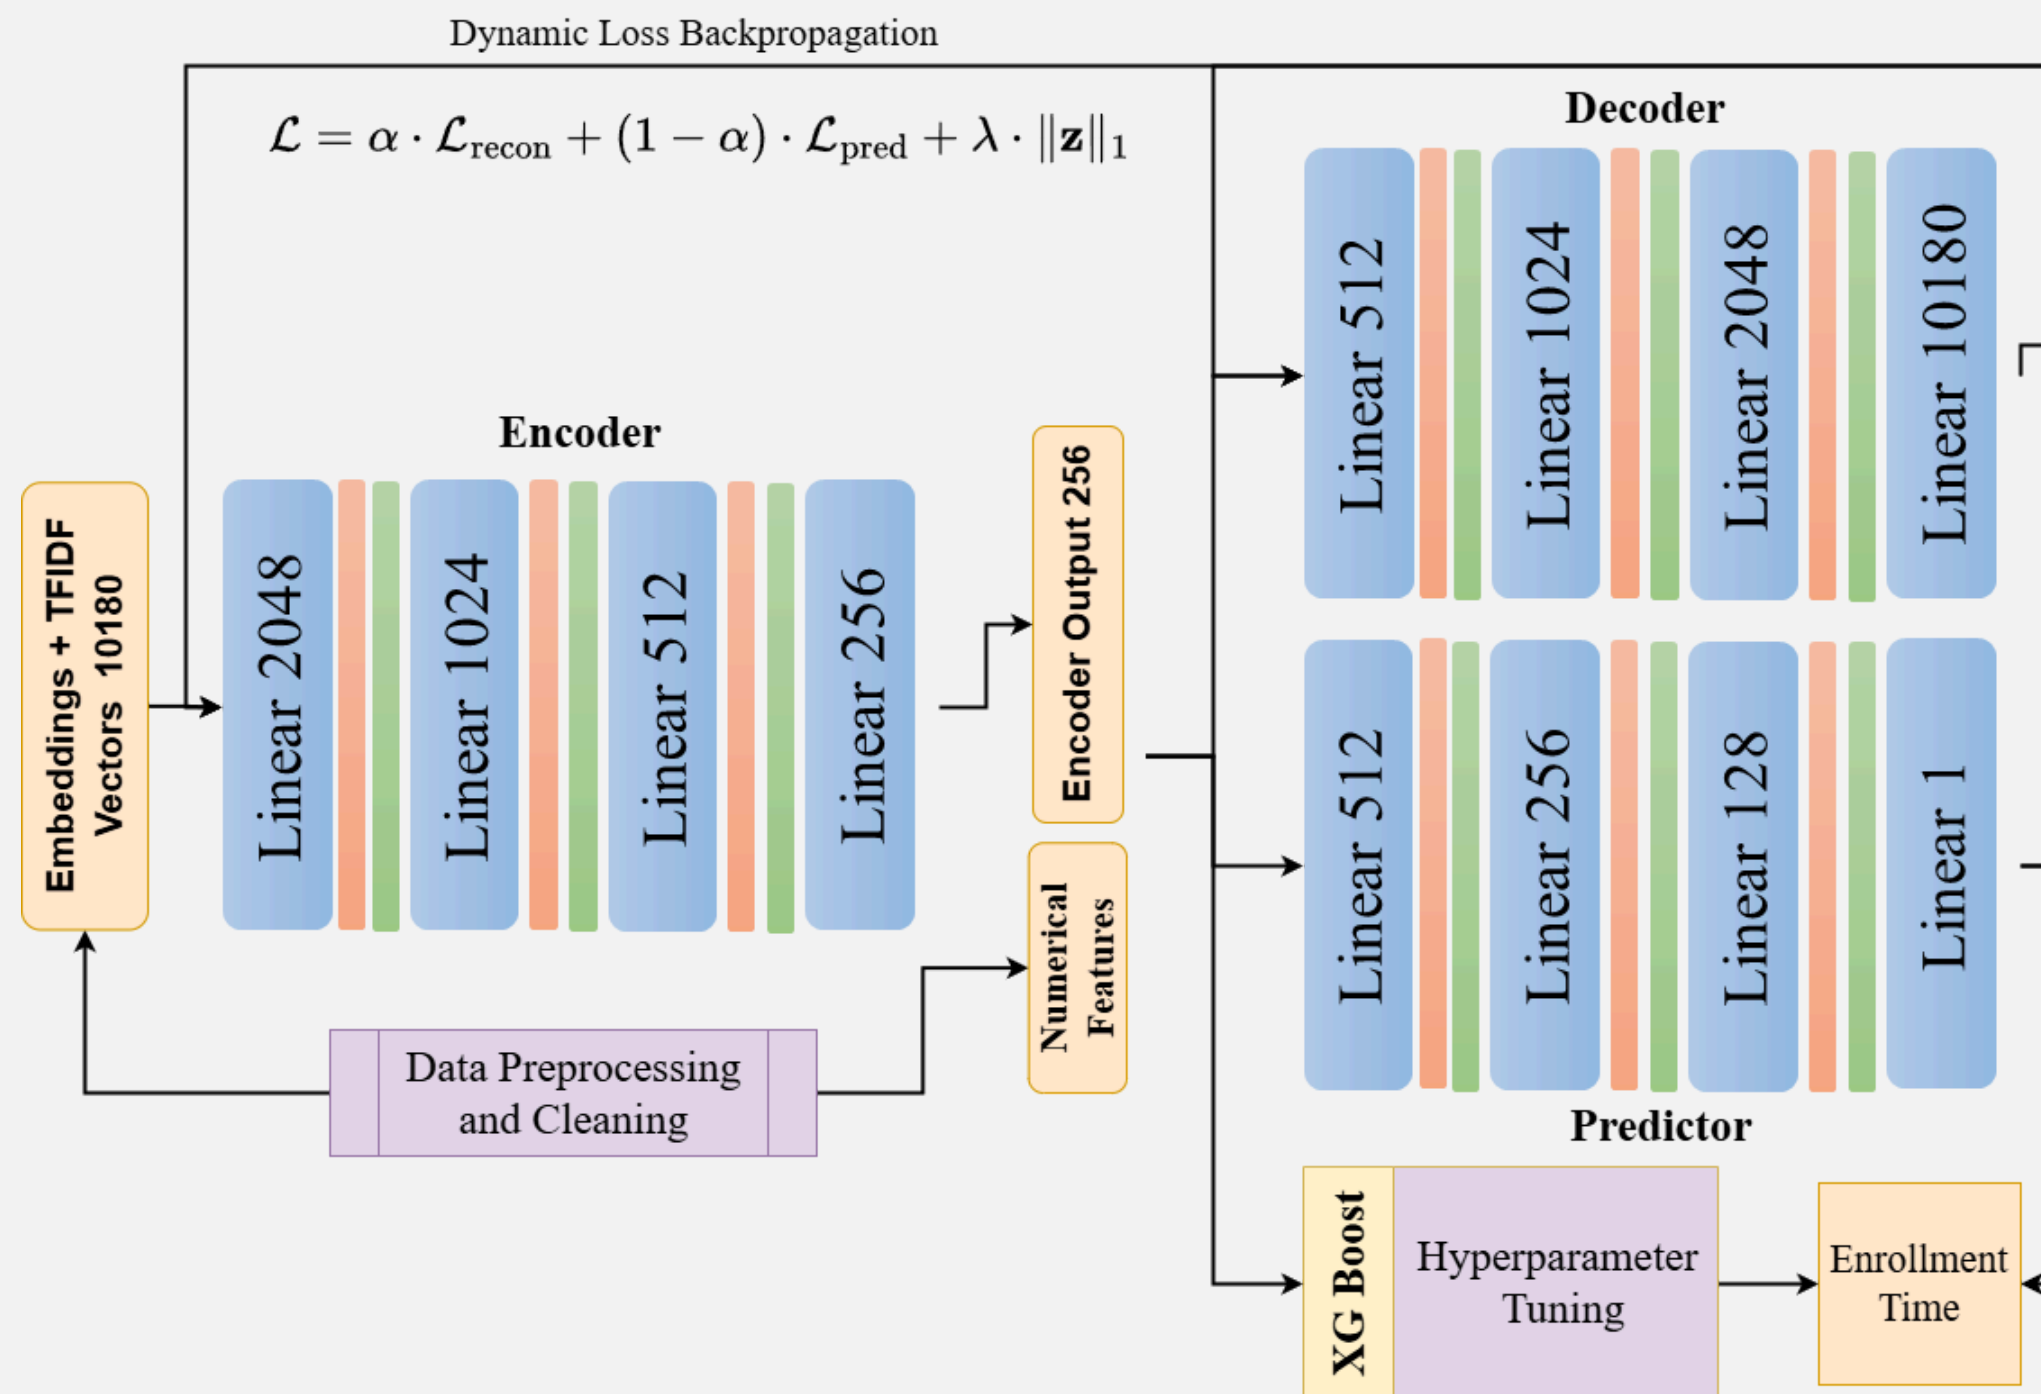 Dynamic Loss Backpropagation
ℒ = α · ℒrecon + (1 − α) · ℒpred + λ · ‖z‖1
Decoder
Linear 512
Linear 1024
Linear 2048
Linear 10180
Encoder
Embeddings + TFIDF
Vectors 10180
Linear 2048
Linear 1024
Linear 512
Linear 256
Encoder Output 256
Numerical
Features
Data Preprocessing
and Cleaning
Linear 512
Linear 256
Linear 128
Linear 1
Predictor
XG Boost
Hyperparameter
Tuning
Enrollment
Time